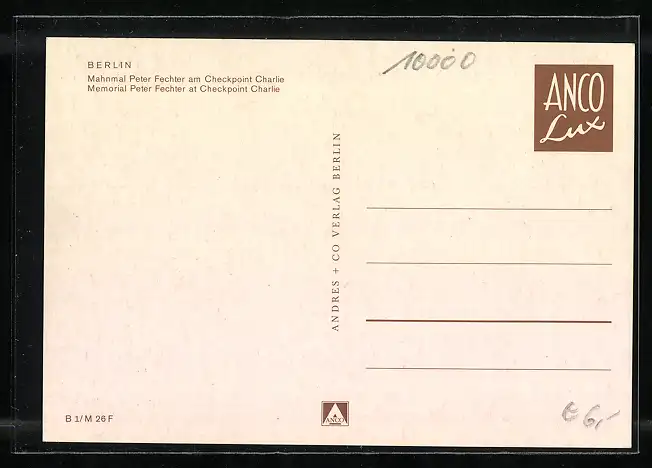 BERLIN
Mahnmal Peter Fechter am Checkpoint Charlie
Memorial Peter Fechter at Checkpoint Charlie
10000
ANCO
Lux
ANDRES + CO VERLAG BERLIN
B 1/M 26 F
ANCO
€ 6,-